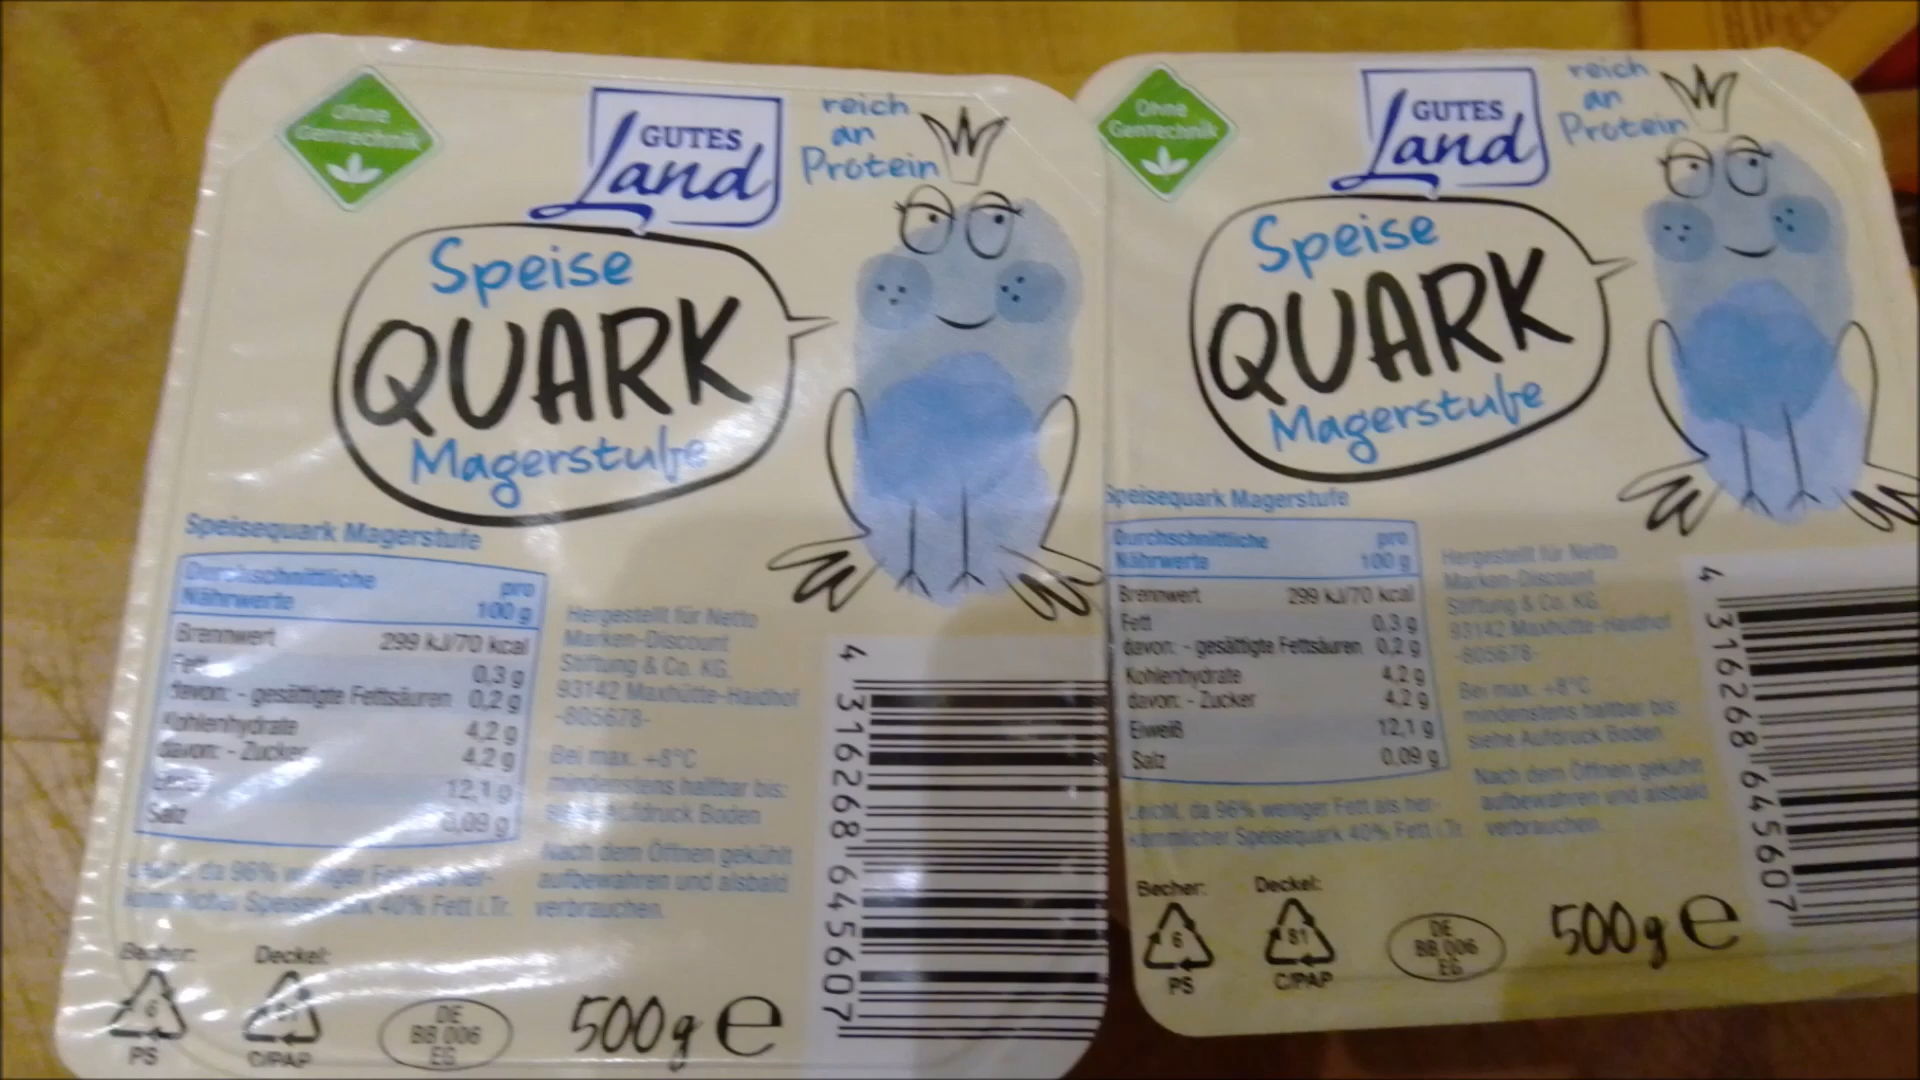 Ohne
Gentechnik
GUTES
Land
reich
an
Protein
Speise
QUARK
Magerstufe
Speisequark Magerstufe
Durchschnittliche pro
Nährwerte 100 g
Brennwert 299 kJ/70 kcal
Fett 0,3 g
davon: - gesättigte Fettsäuren 0,2 g
Kohlenhydrate 4,2 g
davon: - Zucker 4,2 g
12,1 g
Salz 0,09 g
Hergestellt für Netto
Marken-Discount
Stiftung & Co. KG,
93142 Maxhütte-Haidhof
-805678-
Bei max. +8°C
mindestens haltbar bis:
siehe Aufdruck Boden
Nach dem Öffnen gekühlt
aufbewahren und alsbald
verbrauchen.
Leicht, da 96% weniger Fett als her-
kömmlicher Speisequark 40% Fett i.Tr.
Becher: Deckel:
6
PS C/PAP
DE
BB 006
EG
500g e
4 316268 645607
Ohne
Gentechnik
GUTES
Land
reich
an
Protein
Speise
QUARK
Magerstufe
Speisequark Magerstufe
Durchschnittliche pro
Nährwerte 100 g
Brennwert 299 kJ/70 kcal
Fett 0,3 g
davon: - gesättigte Fettsäuren 0,2 g
Kohlenhydrate 4,2 g
davon: - Zucker 4,2 g
Eiweiß 12,1 g
Salz 0,09 g
Hergestellt für Netto
Marken-Discount
Stiftung & Co. KG
93142 Maxhütte-Haidhof
-805678-
Bei max. +8°C
mindestens haltbar bis:
siehe Aufdruck Boden
Nach dem Öffnen gekühlt
aufbewahren und alsbald
verbrauchen.
Leicht, da 96% weniger Fett als her-
kömmlicher Speisequark 40% Fett i.Tr.
Becher: Deckel:
6 81
PS C/PAP
DE
BB 006
EG
500g e
4 316268 645607